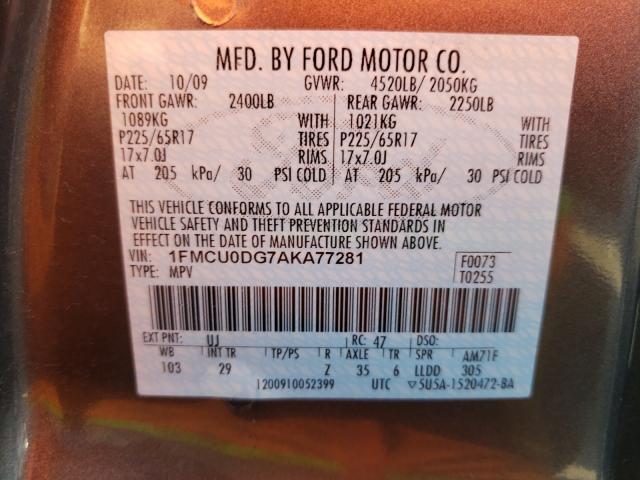 MFD. BY FORD MOTOR CO.
DATE: 10/09 GVWR: 4520LB/ 2050KG
FRONT GAWR: 2400LB REAR GAWR: 2250LB
1089KG WITH 1021KG WITH
P225/65R17 TIRES P225/65R17 TIRES
17x7.0J RIMS 17x7.0J RIMS
AT 205 kPa/ 30 PSI COLD AT 205 kPa/ 30 PSI COLD
Ford
THIS VEHICLE CONFORMS TO ALL APPLICABLE FEDERAL MOTOR
VEHICLE SAFETY AND THEFT PREVENTION STANDARDS IN
EFFECT ON THE DATE OF MANUFACTURE SHOWN ABOVE.
VIN: 1FMCU0DG7AKA77281 F0073
TYPE: MPV T0255
EXT PNT: UJ RC: 47 DSO:
WB INT TR TP/PS R AXLE TR SPR AM71F
103 29 Z 35 6 LLDD 305
1200910052399 UTC ▽5U5A-1520472-BA